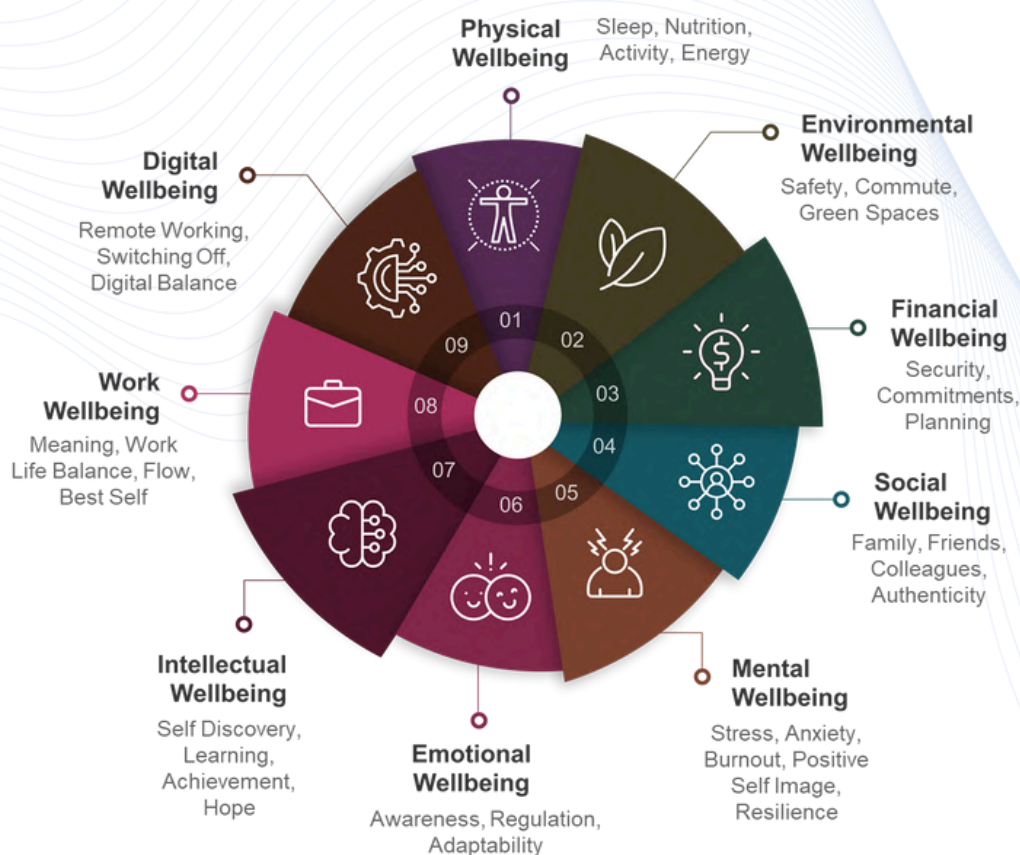 Physical
Wellbeing
Sleep, Nutrition,
Activity, Energy
Environmental
Wellbeing
Safety, Commute,
Green Spaces
Financial
Wellbeing
Security,
Commitments,
Planning
Social
Wellbeing
Family, Friends,
Colleagues,
Authenticity
Mental
Wellbeing
Stress, Anxiety,
Burnout, Positive
Self Image,
Resilience
Emotional
Wellbeing
Awareness, Regulation,
Adaptability
Intellectual
Wellbeing
Self Discovery,
Learning,
Achievement,
Hope
Work
Wellbeing
Meaning, Work
Life Balance, Flow,
Best Self
Digital
Wellbeing
Remote Working,
Switching Off,
Digital Balance
01
02
03
04
05
06
07
08
09